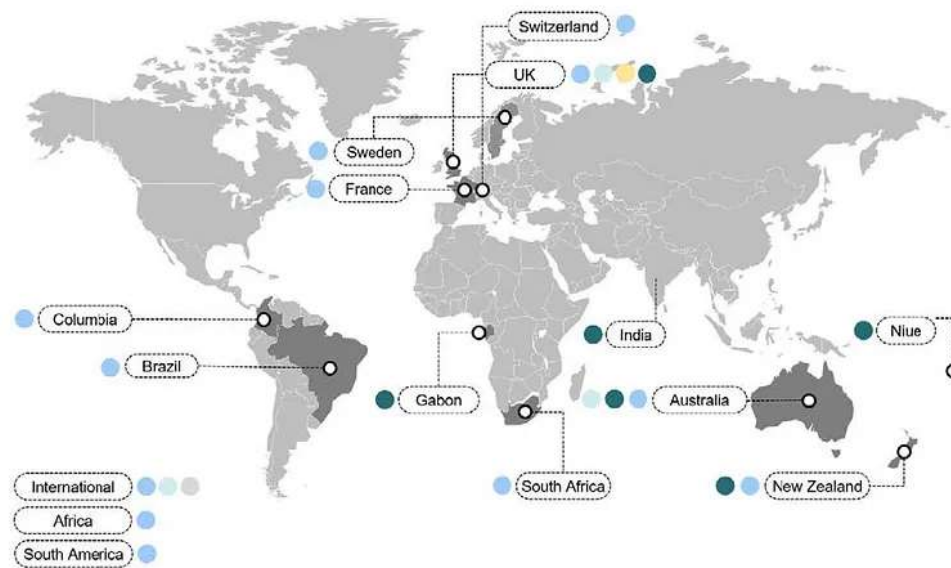 Switzerland
UK
Sweden
France
Columbia
India
Niue
Brazil
Gabon
Australia
International
South Africa
New Zealand
Africa
South America